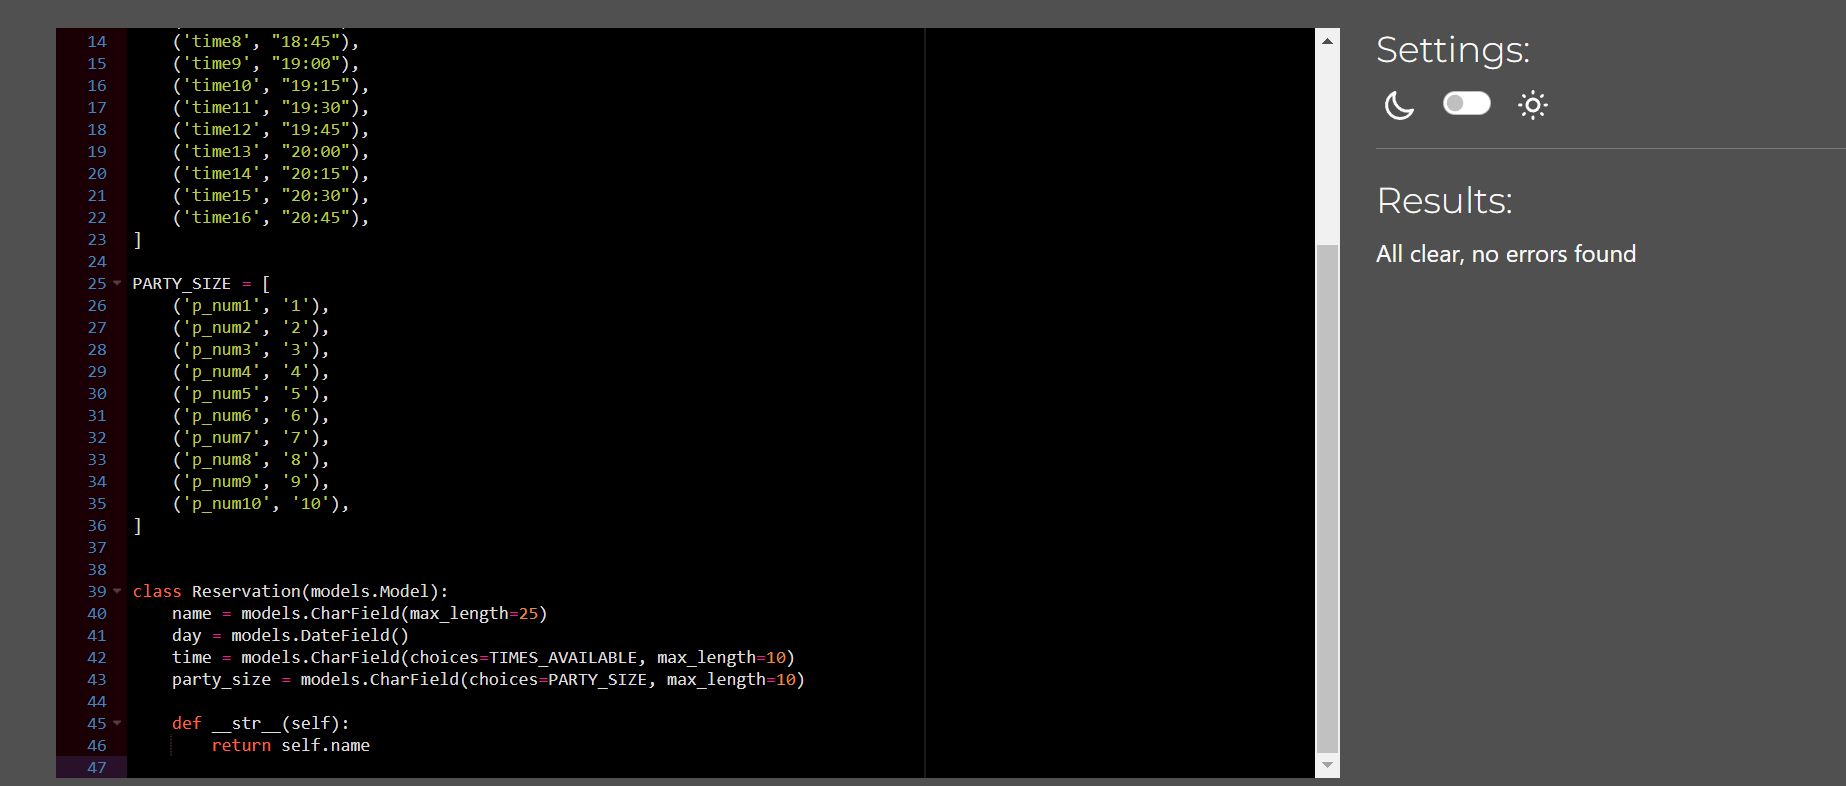 14     ('time8', "18:45"),
15     ('time9', "19:00"),
16     ('time10', "19:15"),
17     ('time11', "19:30"),
18     ('time12', "19:45"),
19     ('time13', "20:00"),
20     ('time14', "20:15"),
21     ('time15', "20:30"),
22     ('time16', "20:45"),
23 ]
24
25 PARTY_SIZE = [
26     ('p_num1', '1'),
27     ('p_num2', '2'),
28     ('p_num3', '3'),
29     ('p_num4', '4'),
30     ('p_num5', '5'),
31     ('p_num6', '6'),
32     ('p_num7', '7'),
33     ('p_num8', '8'),
34     ('p_num9', '9'),
35     ('p_num10', '10'),
36 ]
37
38
39 class Reservation(models.Model):
40     name = models.CharField(max_length=25)
41     day = models.DateField()
42     time = models.CharField(choices=TIMES_AVAILABLE, max_length=10)
43     party_size = models.CharField(choices=PARTY_SIZE, max_length=10)
44
45     def __str__(self):
46         return self.name
47
Settings:
Results:
All clear, no errors found